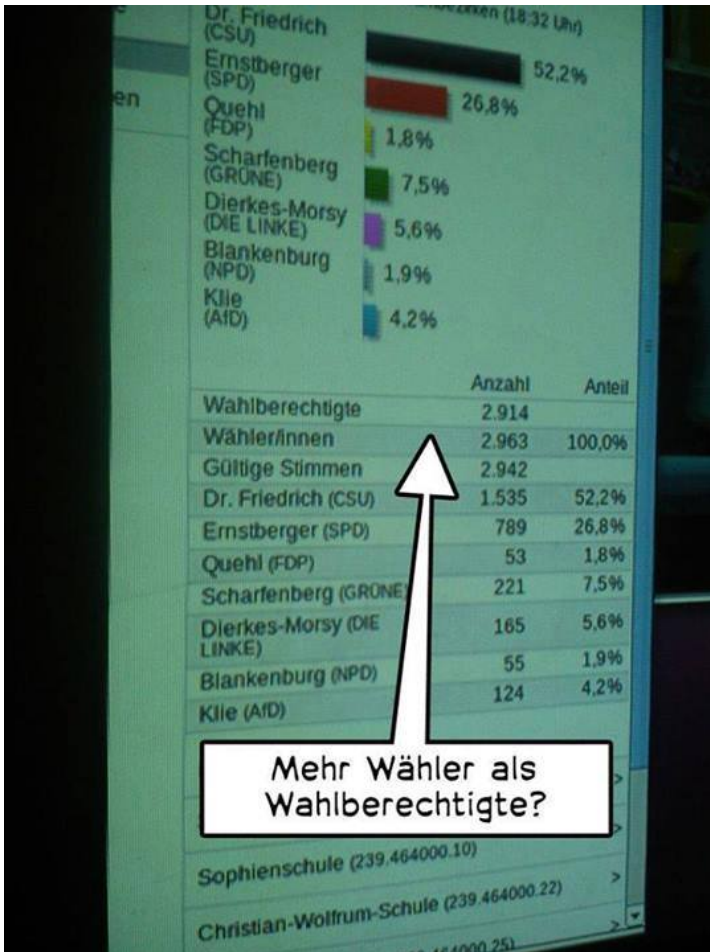 Dr. Friedrich
(CSU)
(18:32 Uhr)
52,2%
Ernstberger
(SPD)
26,8%
en
Quehl
(FDP)
1,8%
Scharfenberg
(GRÜNE)
7,5%
Dierkes-Morsy
(DIE LINKE)
5,6%
Blankenburg
(NPD)
1,9%
Klie
(AfD)
4,2%
Anzahl Anteil
Wahlberechtigte 2.914
Wähler/innen 2.963 100,0%
Gültige Stimmen 2.942
Dr. Friedrich (CSU) 1.535 52,2%
Ernstberger (SPD) 789 26,8%
Quehl (FDP) 53 1,8%
Scharfenberg (GRÜNE 221 7,5%
Dierkes-Morsy (DIE
LINKE) 165 5,6%
Blankenburg (NPD) 55 1,9%
Klie (AfD) 124 4,2%
Mehr Wähler als
Wahlberechtigte?
Sophienschule (239.464000.10)
Christian-Wolfrum-Schule (239.464000.22)